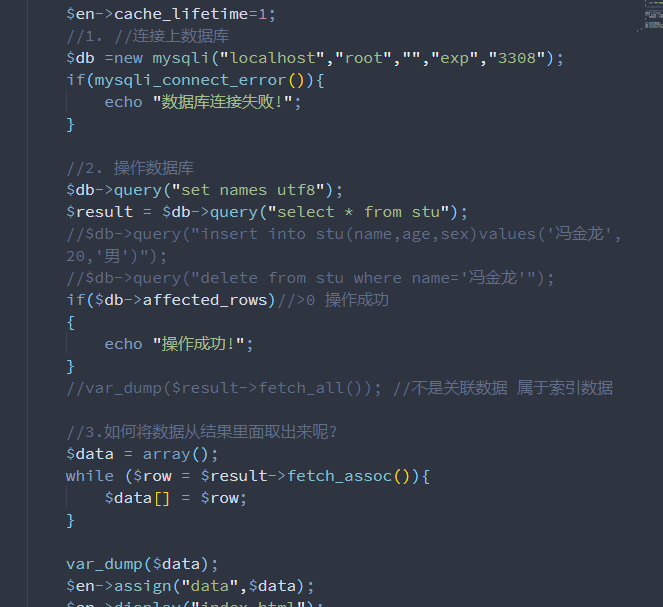 $en->cache_lifetime=1;
//1. //连接上数据库
$db =new mysqli("localhost","root","","exp","3308");
if(mysqli_connect_error()){
echo "数据库连接失败!";
}
//2. 操作数据库
$db->query("set names utf8");
$result = $db->query("select * from stu");
//$db->query("insert into stu(name,age,sex)values('冯金龙',
20,'男')");
//$db->query("delete from stu where name='冯金龙'");
if($db->affected_rows)//>0 操作成功
{
echo "操作成功!";
}
//var_dump($result->fetch_all()); //不是关联数据 属于索引数据
//3.如何将数据从结果里面取出来呢?
$data = array();
while ($row = $result->fetch_assoc()){
$data[] = $row;
}
var_dump($data);
$en->assign("data",$data);
$en->display("index.html");